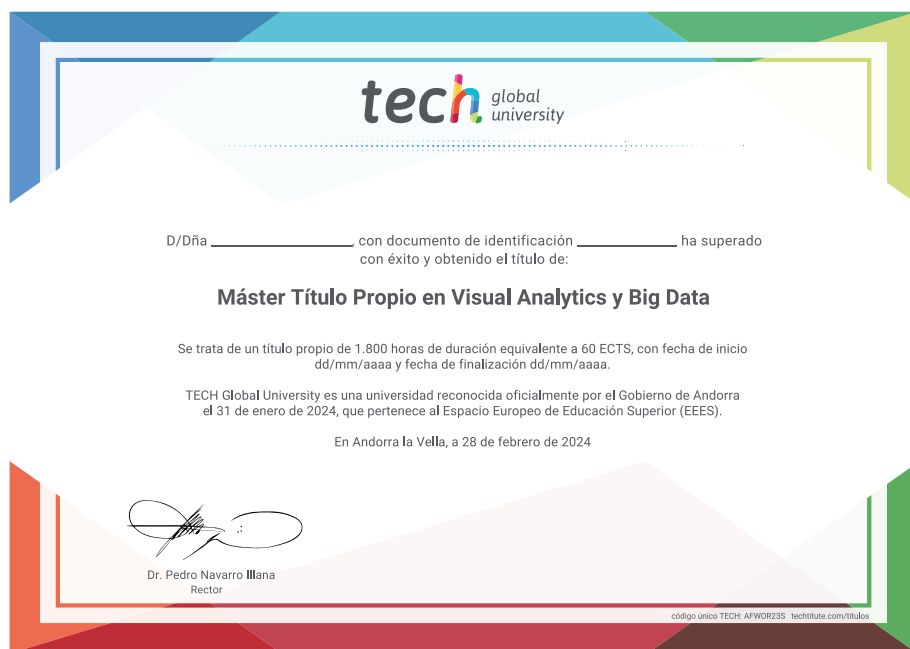 tech global university
D/Dña ______________, con documento de identificación __________ ha superado
con éxito y obtenido el título de:
Máster Título Propio en Visual Analytics y Big Data
Se trata de un título propio de 1.800 horas de duración equivalente a 60 ECTS, con fecha de inicio
dd/mm/aaaa y fecha de finalización dd/mm/aaaa.
TECH Global University es una universidad reconocida oficialmente por el Gobierno de Andorra
el 31 de enero de 2024, que pertenece al Espacio Europeo de Educación Superior (EEES).
En Andorra la Vella, a 28 de febrero de 2024
Dr. Pedro Navarro Illana
Rector
código único TECH: AFWOR23S techtitute.com/titulos